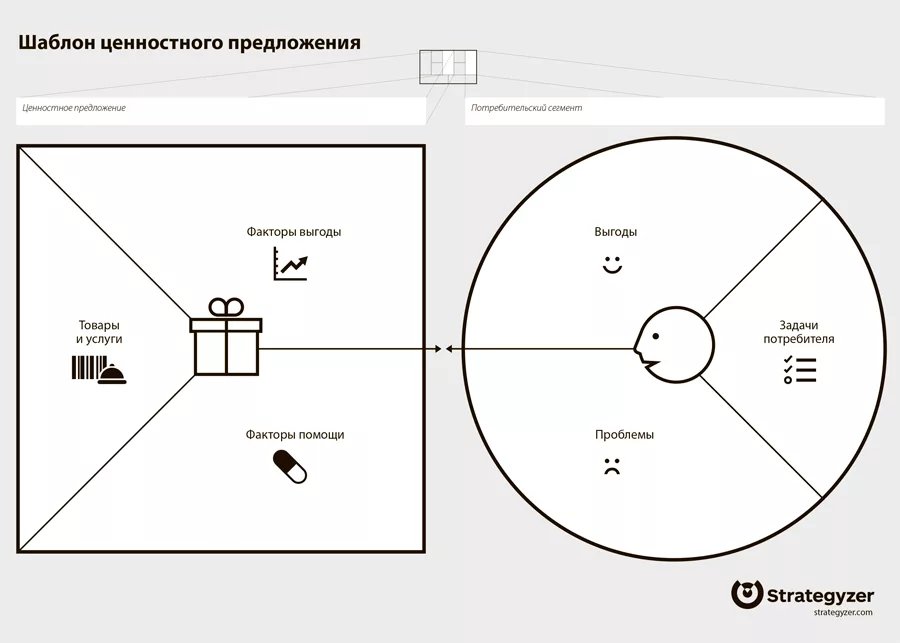 Шаблон ценностного предложения
Ценностное предложение
Потребительский сегмент
Факторы выгоды
Товары
и услуги
Факторы помощи
Выгоды
Задачи
потребителя
Проблемы
Strategyzer
strategyzer.com